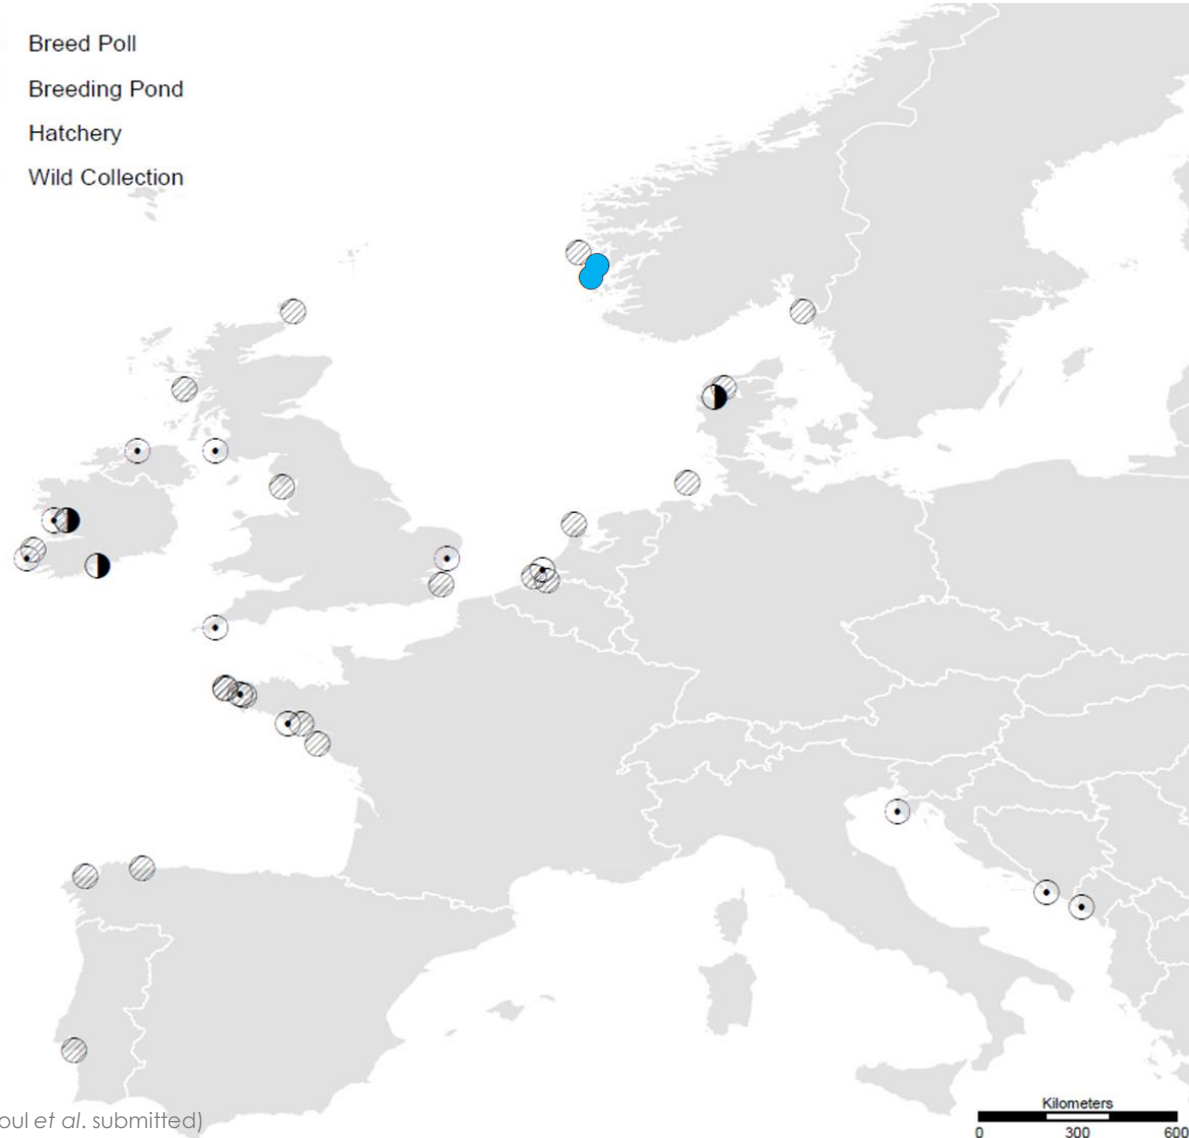 Breed Poll
Breeding Pond
Hatchery
Wild Collection
oul et al. submitted)
Kilometers
0 300 600